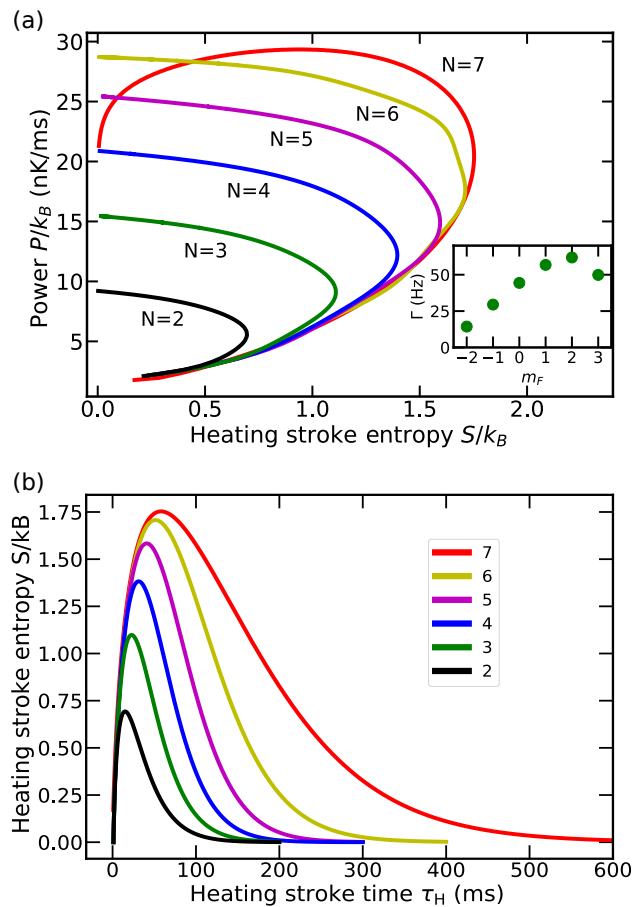 (a)
30
25
20
15
10
5
Power P/k_B (nK/ms)
N=7
N=6
N=5
N=4
N=3
N=2
Γ (Hz)
50
25
0
−2 −1 0 1 2 3
m_F
0.0 0.5 1.0 1.5 2.0
Heating stroke entropy S/k_B
(b)
1.75
1.50
1.25
1.00
0.75
0.50
0.25
0.00
Heating stroke entropy S/kB
7
6
5
4
3
2
0 100 200 300 400 500 600
Heating stroke time τ_H (ms)